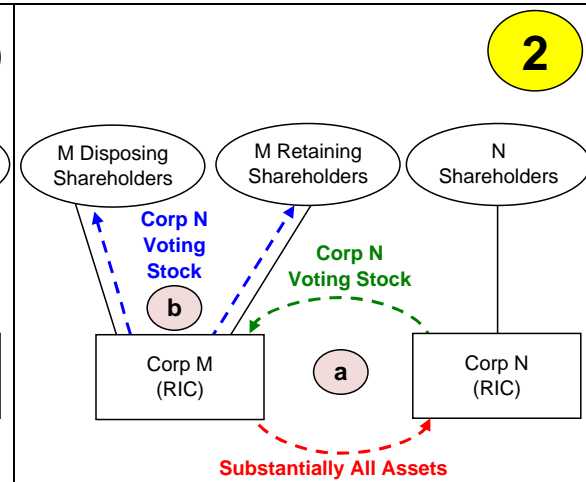 2
M Disposing
Shareholders
M Retaining
Shareholders
N
Shareholders
Corp N
Voting
Stock
Corp N
Voting Stock
b
a
Corp M
(RIC)
Corp N
(RIC)
Substantially All Assets